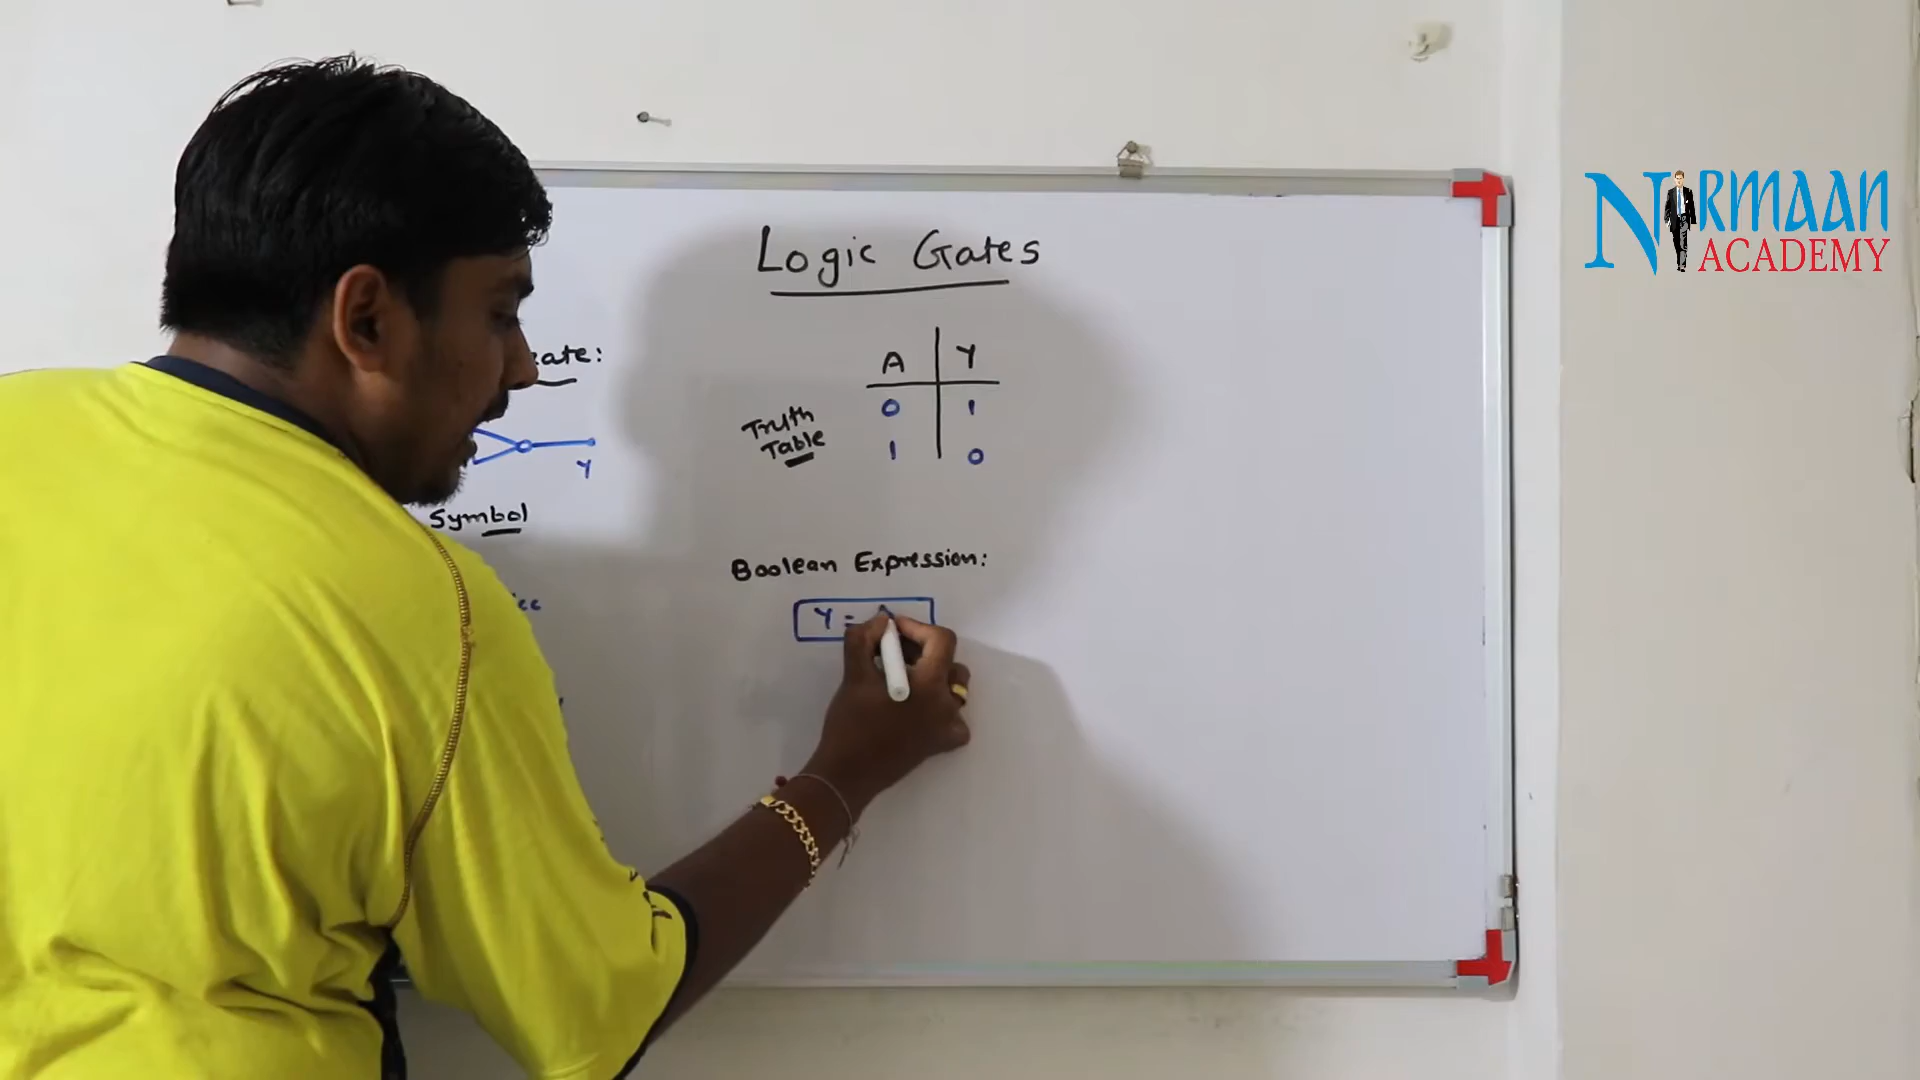 Logic Gates
A Y
0 1
1 0
Truth
Table
Y
Symbol
Boolean Expression:
Y =
NIRMAAN
ACADEMY